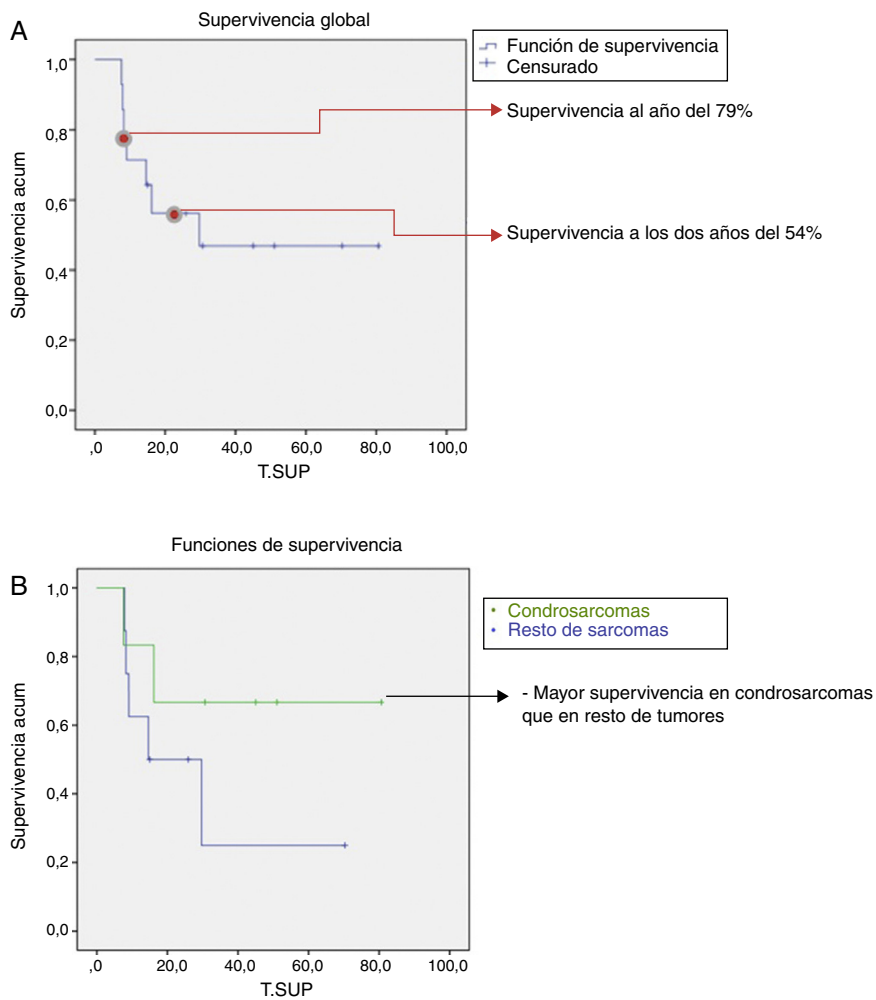 A
Supervivencia global
Función de supervivencia
Censurado
Supervivencia al año del 79%
Supervivencia a los dos años del 54%
Supervivencia acum
1,0
0,8
0,6
0,4
0,2
0,0
,0 20,0 40,0 60,0 80,0 100,0
T.SUP
B
Funciones de supervivencia
Condrosarcomas
Resto de sarcomas
- Mayor supervivencia en condrosarcomas
que en resto de tumores
Supervivencia acum
1,0
0,8
0,6
0,4
0,2
0,0
,0 20,0 40,0 60,0 80,0 100,0
T.SUP